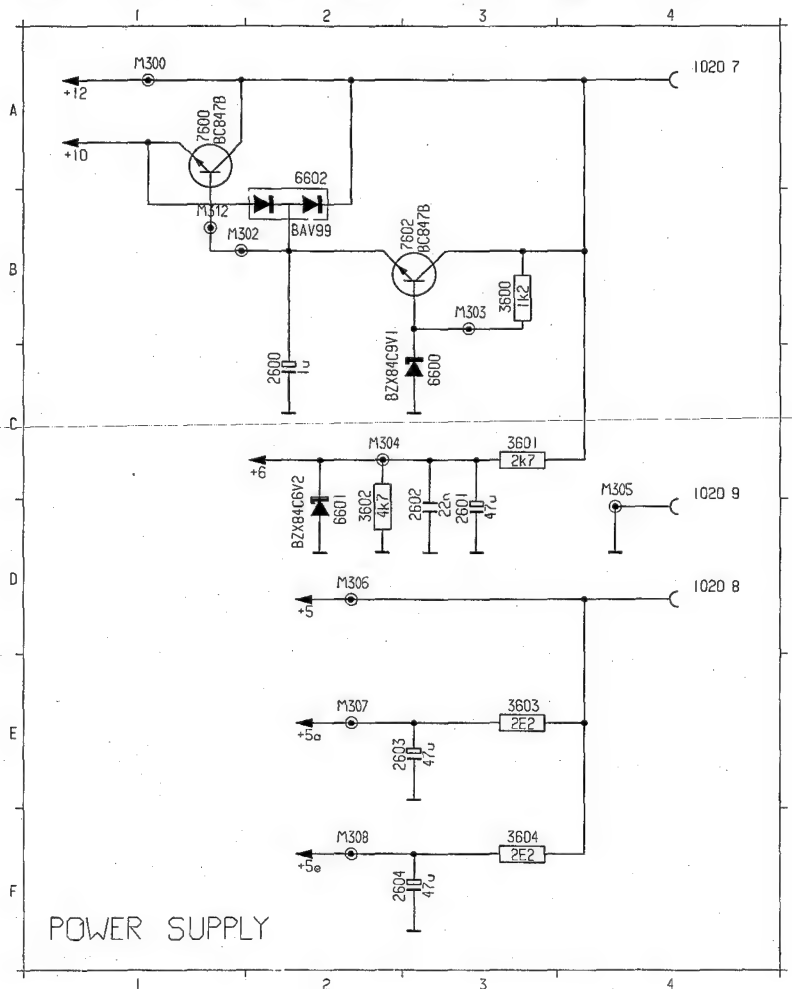 1 2 3 4
A
B
C
D
E
F
M300
+12
1020 7
+10
7600
BC847B
6602
BAV99
M312
M302
7602
BC847B
3600
1k2
M303
2600
1u
BZX84C9V1
6600
3601
2k7
M304
+6
BZX84C6V2
6601
3602
4k7
2602
22n
2601
47u
M305
1020 9
M306
+5
1020 8
M307
+5a
3603
2E2
2603
47u
M308
+5e
3604
2E2
2604
47u
POWER SUPPLY
1 2 3 4